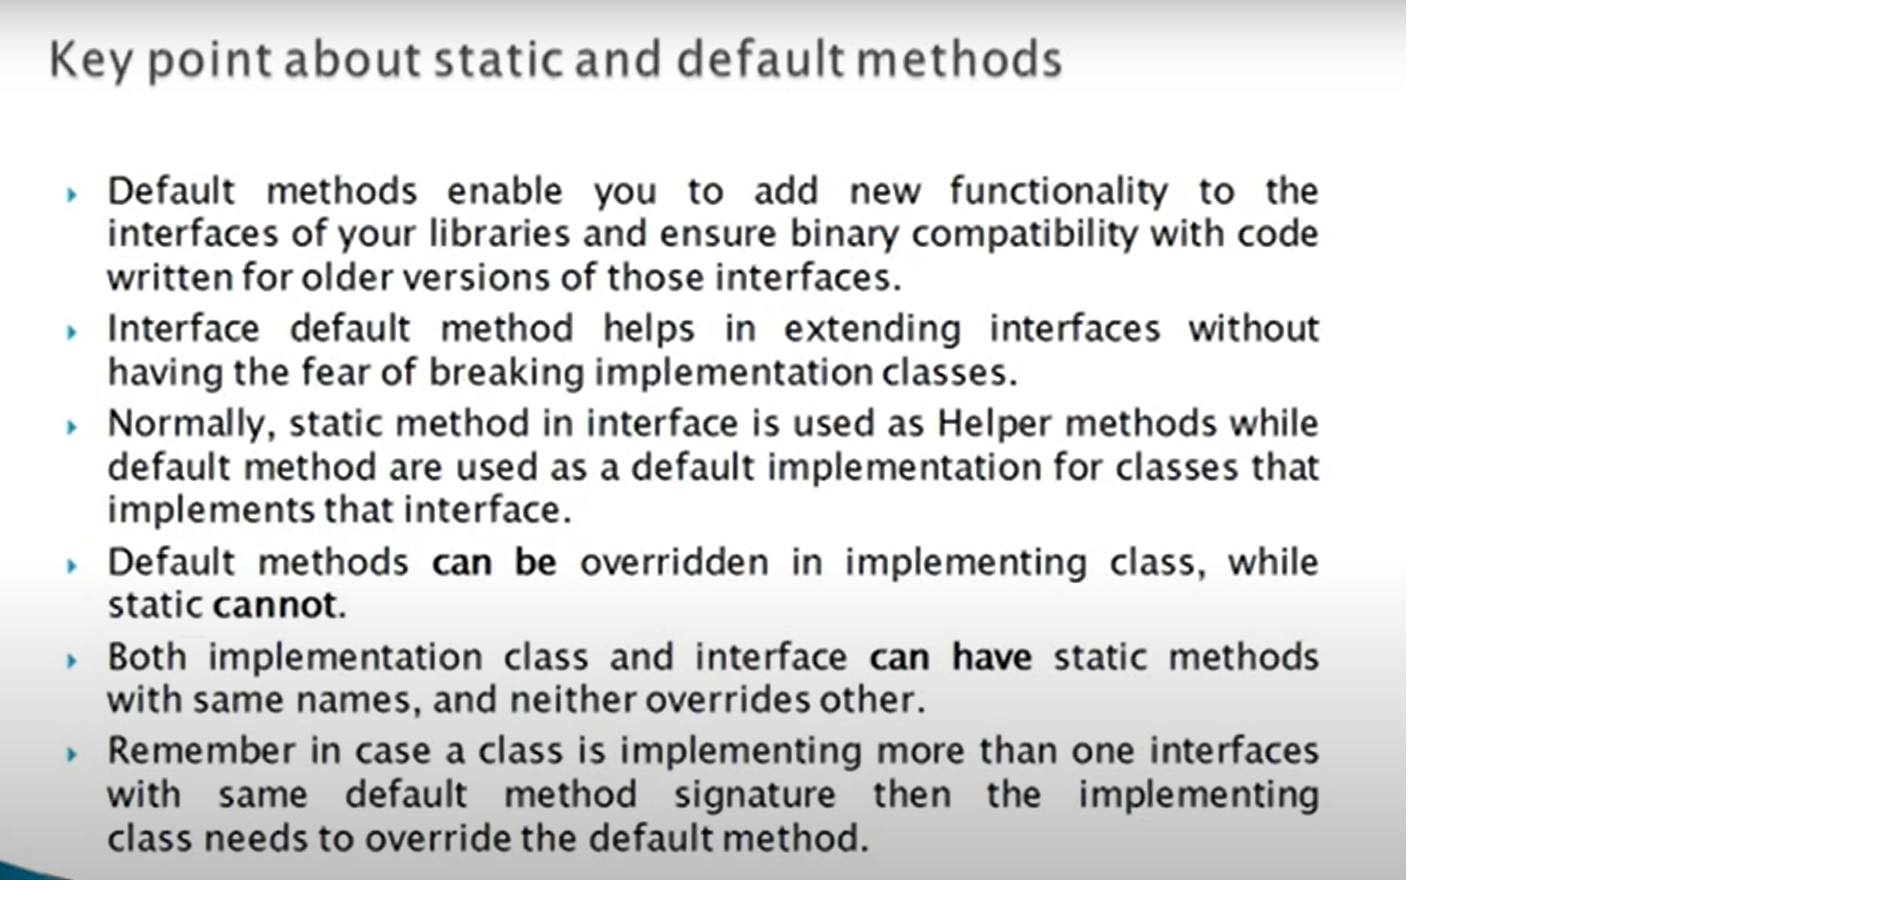 Key point about static and default methods
Default methods enable you to add new functionality to the
interfaces of your libraries and ensure binary compatibility with code
written for older versions of those interfaces.
Interface default method helps in extending interfaces without
having the fear of breaking implementation classes.
Normally, static method in interface is used as Helper methods while
default method are used as a default implementation for classes that
implements that interface.
Default methods can be overridden in implementing class, while
static cannot.
Both implementation class and interface can have static methods
with same names, and neither overrides other.
Remember in case a class is implementing more than one interfaces
with same default method signature then the implementing
class needs to override the default method.